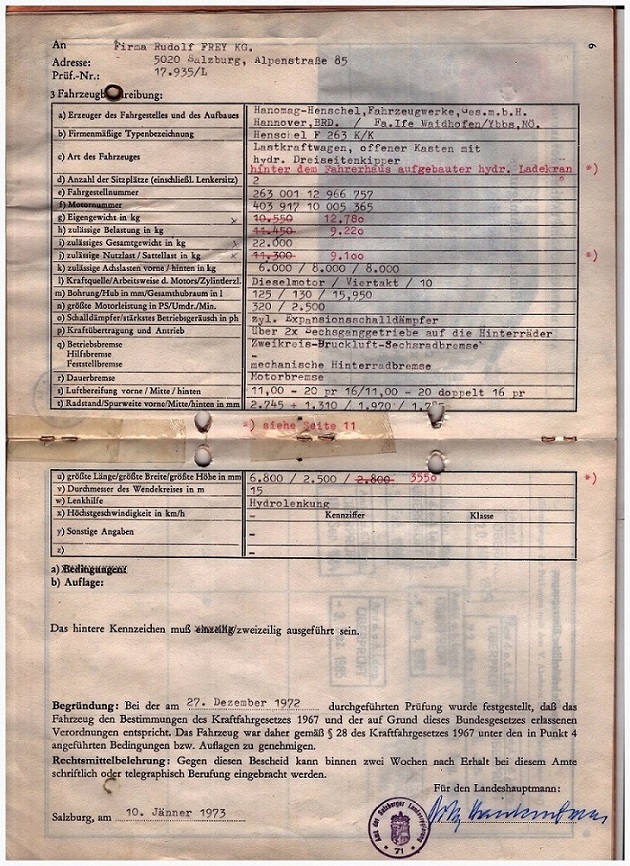 An Firma Rudolf FREY KG.
6
Adresse: 5020 Salzburg, Alpenstraße 85
Prüf.-Nr.: 17.935/L
3 Fahrzeugb reibung:
a) Erzeuger des Fahrgestelles und des Aufbaues Hanomag-Henschel,Fahrzeugwerke,Ges.m.b.H.
Hannover,BRD. / Fa.Ife Waidhofen/Ybbs,NÖ.
b) Firmenmäßige Typenbezeichnung Henschel F 263 K/K
c) Art des Fahrzeuges Lastkraftwagen, offener Kasten mit
hydr. Dreiseitenkipper
hinter dem Fahrerhaus aufgebauter hydr. Ladekran *)
d) Anzahl der Sitzplätze (einschließl. Lenkersitz) 2
e) Fahrgestellnummer 263 001 12 966 757
f) Motornummer 403 917 10 005 365
g) Eigengewicht in kg x 10.550 12.780
h) zulässige Belastung in kg 11.450 9.220
i) zulässiges Gesamtgewicht in kg x 22.000
j) zulässige Nutzlast / Sattellast in kg x 11.300 9.100 *)
k) zulässige Achslasten vorne / hinten in kg 6.000 / 8.000 / 8.000
l) Kraftquelle/Arbeitsweise d. Motors/Zylinderzl. Dieselmotor / Viertakt / 10
m) Bohrung/Hub in mm/Gesamthubraum in l 125 / 130 / 15,950
n) größte Motorleistung in PS/Umdr./Min. 320 / 2.500
o) Schalldämpfer/stärkstes Betriebsgeräusch in ph zyl. Expansionsschalldämpfer
p) Kraftübertragung und Antrieb Über 2x Sechsganggetriebe auf die Hinterräder
q) Betriebsbremse Zweikreis-Druckluft-Sechsradbremse
Hilfsbremse -
Feststellbremse mechanische Hinterradbremse
r) Dauerbremse Motorbremse
s) Luftbereifung vorne / Mitte / hinten 11,00 - 20 pr 16/11,00 - 20 doppelt 16 pr
t) Radstand/Spurweite vorne/Mitte/hinten in mm 2.745 + 1.310 / 1.970 /
*) siehe Seite 11
u) größte Länge/größte Breite/größte Höhe in mm 6.800 / 2.500 / 2.800 3550 *)
v) Durchmesser des Wendekreises in m 15
w) Lenkhilfe Hydrolenkung
x) Höchstgeschwindigkeit in km/h - Kennziffer Klasse
y) Sonstige Angaben -
z) -
a) Bedingungen:
b) Auflage:
Das hintere Kennzeichen muß einzeilig/zweizeilig ausgeführt sein.
Begründung: Bei der am 27. Dezember 1972 durchgeführten Prüfung wurde festgestellt, daß das
Fahrzeug den Bestimmungen des Kraftfahrgesetzes 1967 und der auf Grund dieses Bundesgesetzes erlassenen
Verordnungen entspricht. Das Fahrzeug war daher gemäß § 28 des Kraftfahrgesetzes 1967 unter den in Punkt 4
angeführten Bedingungen bzw. Auflagen zu genehmigen.
Rechtsmittelbelehrung: Gegen diesen Bescheid kann binnen zwei Wochen nach Erhalt bei diesem Amte
schriftlich oder telegraphisch Berufung eingebracht werden.
Für den Landeshauptmann:
Salzburg, am 10. Jänner 1973
Amt der Salzburger Landesregierung
71